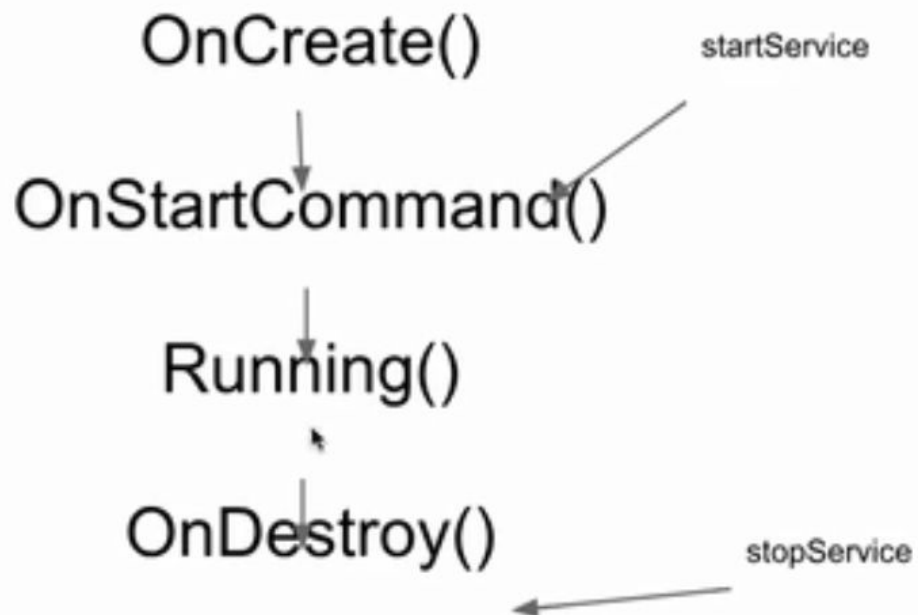 OnCreate()
startService
OnStartCommand()
Running()
OnDestroy()
stopService